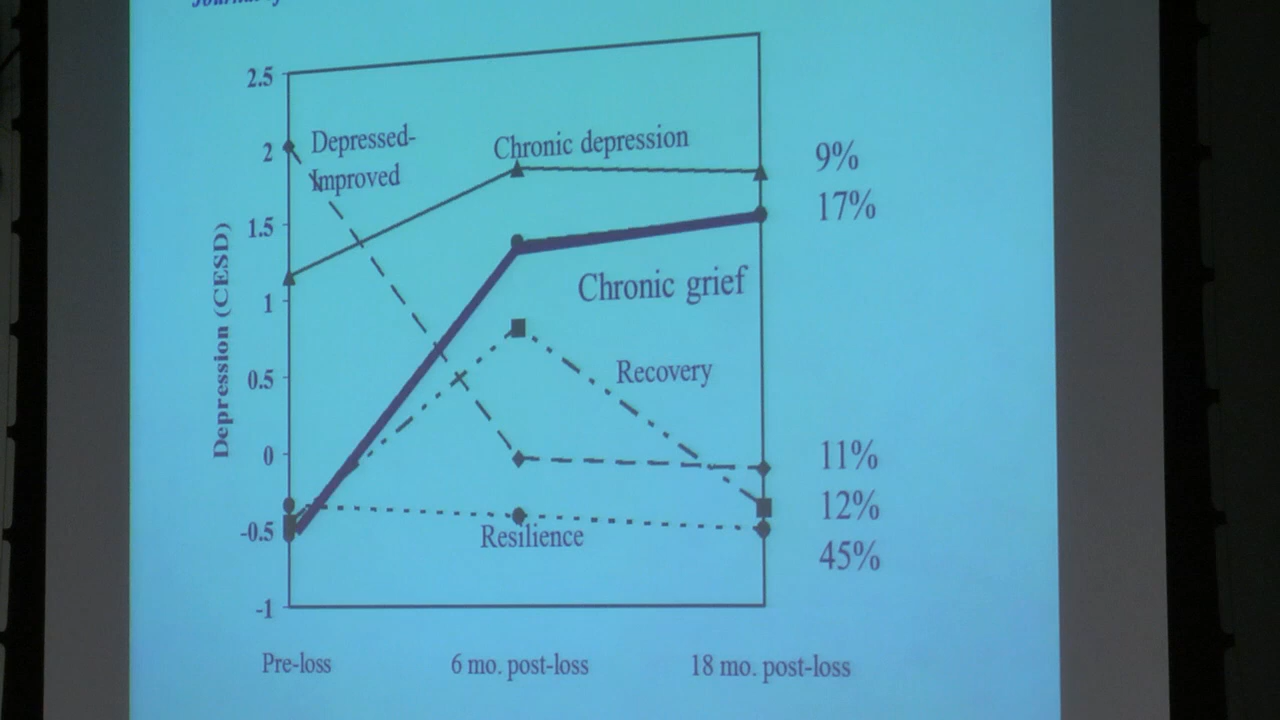 2.5
Depressed-
Improved
Chronic depression
2
9%
17%
1.5
Chronic grief
1
Recovery
0.5
Depression (CESD)
0
11%
12%
-0.5
Resilience
45%
-1
Pre-loss
6 mo. post-loss
18 mo. post-loss